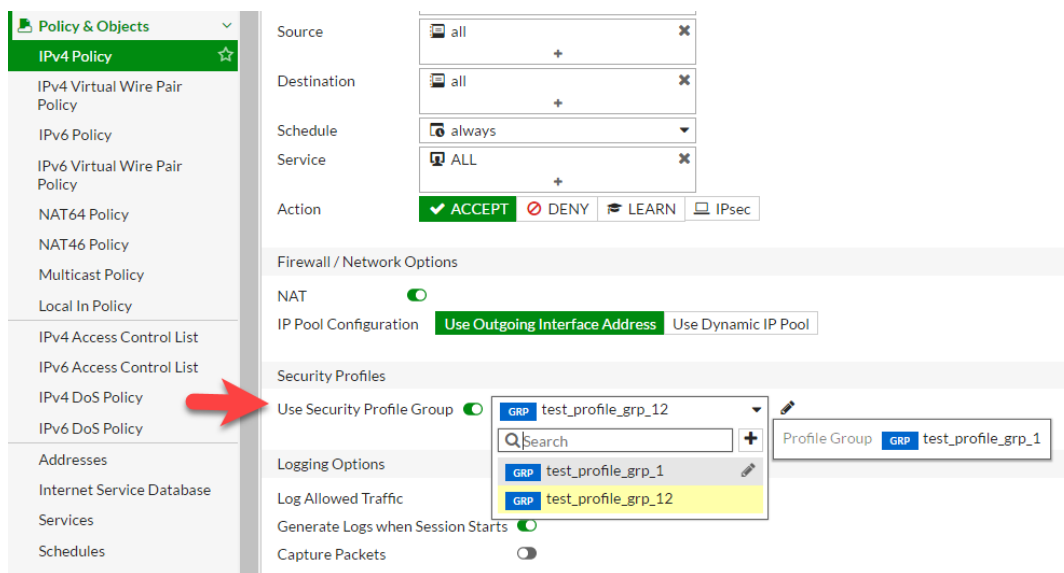 Policy & Objects
IPv4 Policy
IPv4 Virtual Wire Pair
Policy
IPv6 Policy
IPv6 Virtual Wire Pair
Policy
NAT64 Policy
NAT46 Policy
Multicast Policy
Local In Policy
IPv4 Access Control List
IPv6 Access Control List
IPv4 DoS Policy
IPv6 DoS Policy
Addresses
Internet Service Database
Services
Schedules
Source
all
+
Destination
all
+
Schedule
always
Service
ALL
+
Action
ACCEPT DENY LEARN IPsec
Firewall / Network Options
NAT
IP Pool Configuration Use Outgoing Interface Address Use Dynamic IP Pool
Security Profiles
Use Security Profile Group GRP test_profile_grp_12
Search +
Profile Group GRP test_profile_grp_1
GRP test_profile_grp_1
GRP test_profile_grp_12
Logging Options
Log Allowed Traffic
Generate Logs when Session Starts
Capture Packets